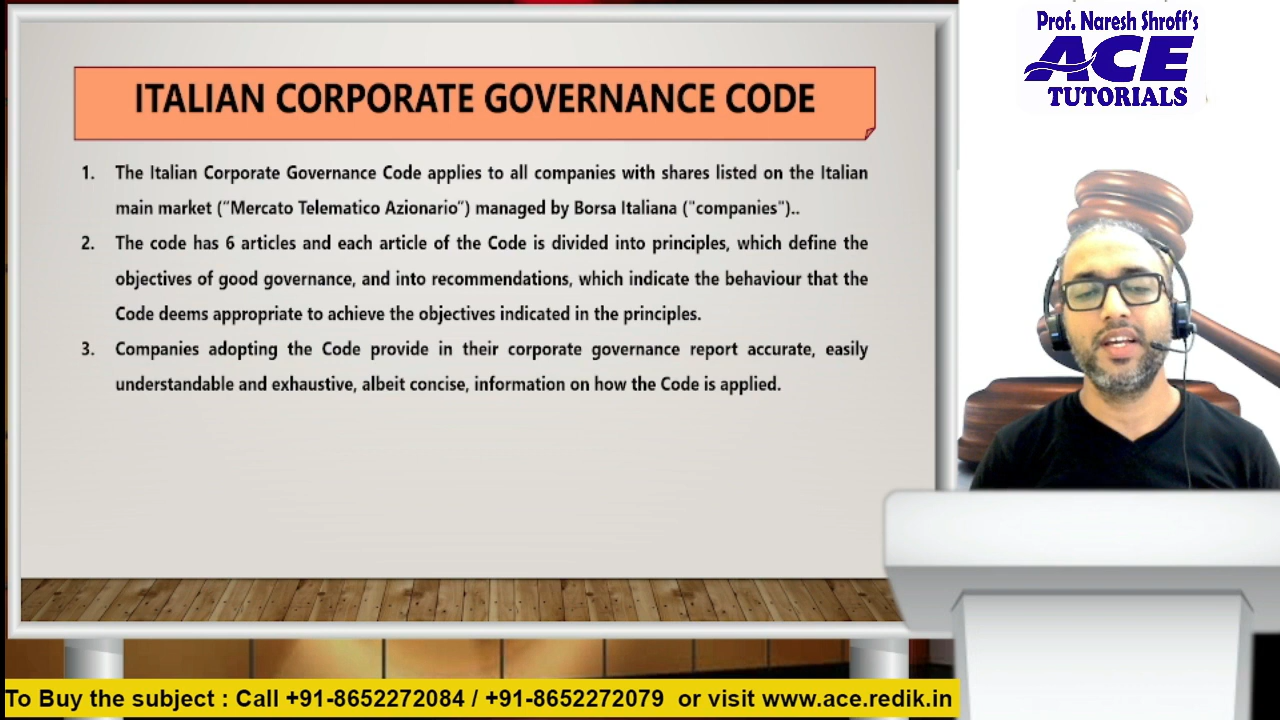 Prof. Naresh Shroff's
ACE
TUTORIALS
ITALIAN CORPORATE GOVERNANCE CODE
1. The Italian Corporate Governance Code applies to all companies with shares listed on the Italian
main market ("Mercato Telematico Azionario") managed by Borsa Italiana ("companies")..
2. The code has 6 articles and each article of the Code is divided into principles, which define the
objectives of good governance, and into recommendations, which indicate the behaviour that the
Code deems appropriate to achieve the objectives indicated in the principles.
3. Companies adopting the Code provide in their corporate governance report accurate, easily
understandable and exhaustive, albeit concise, information on how the Code is applied.
To Buy the subject : Call +91-8652272084 / +91-8652272079 or visit www.ace.redik.in